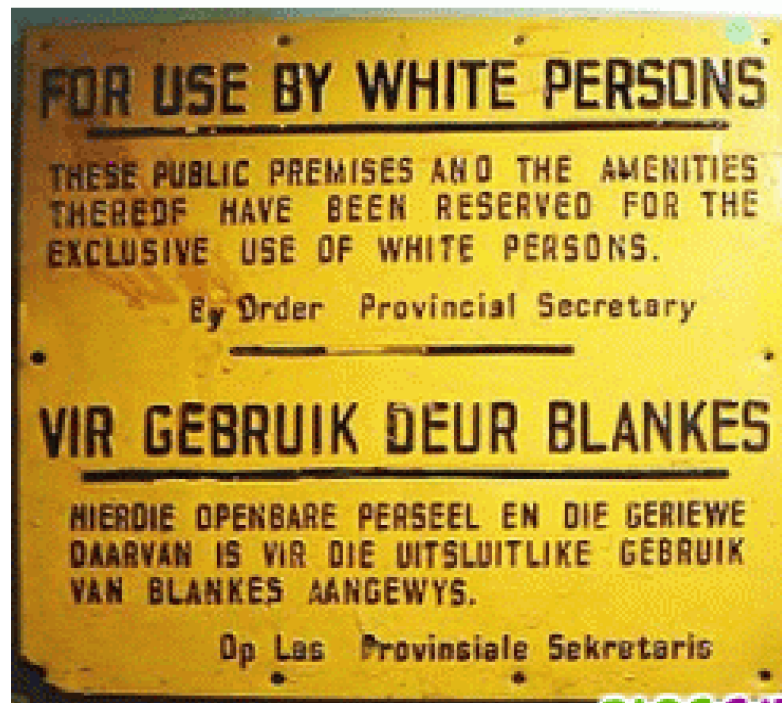 FOR USE BY WHITE PERSONS
THESE PUBLIC PREMISES AND THE AMENITIES
THEREOF HAVE BEEN RESERVED FOR THE
EXCLUSIVE USE OF WHITE PERSONS.
By Order Provincial Secretary
VIR GEBRUIK DEUR BLANKES
HIERDIE OPENBARE PERSEEL EN DIE GERIEWE
DAARVAN IS VIR DIE UITSLUITLIKE GEBRUIK
VAN BLANKES AANGEWYS.
Op Las Provinsiale Sekretaris